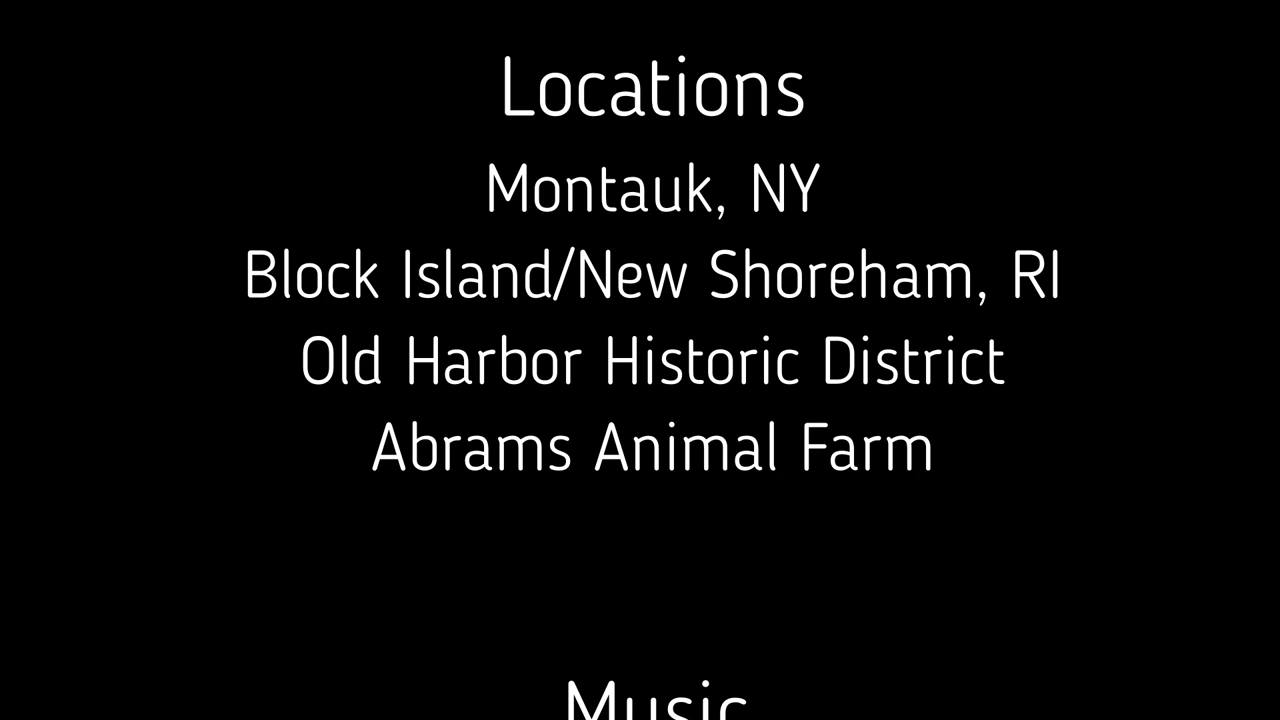 Locations
Montauk, NY
Block Island/New Shoreham, RI
Old Harbor Historic District
Abrams Animal Farm
Music